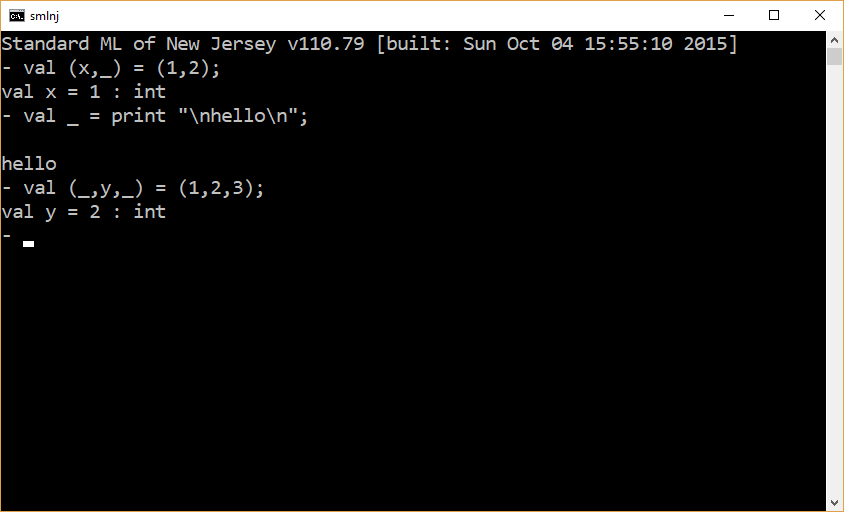 smlnj
Standard ML of New Jersey v110.79 [built: Sun Oct 04 15:55:10 2015]
- val (x,_) = (1,2);
val x = 1 : int
- val _ = print "\nhello\n";
hello
- val (_,y,_) = (1,2,3);
val y = 2 : int
-